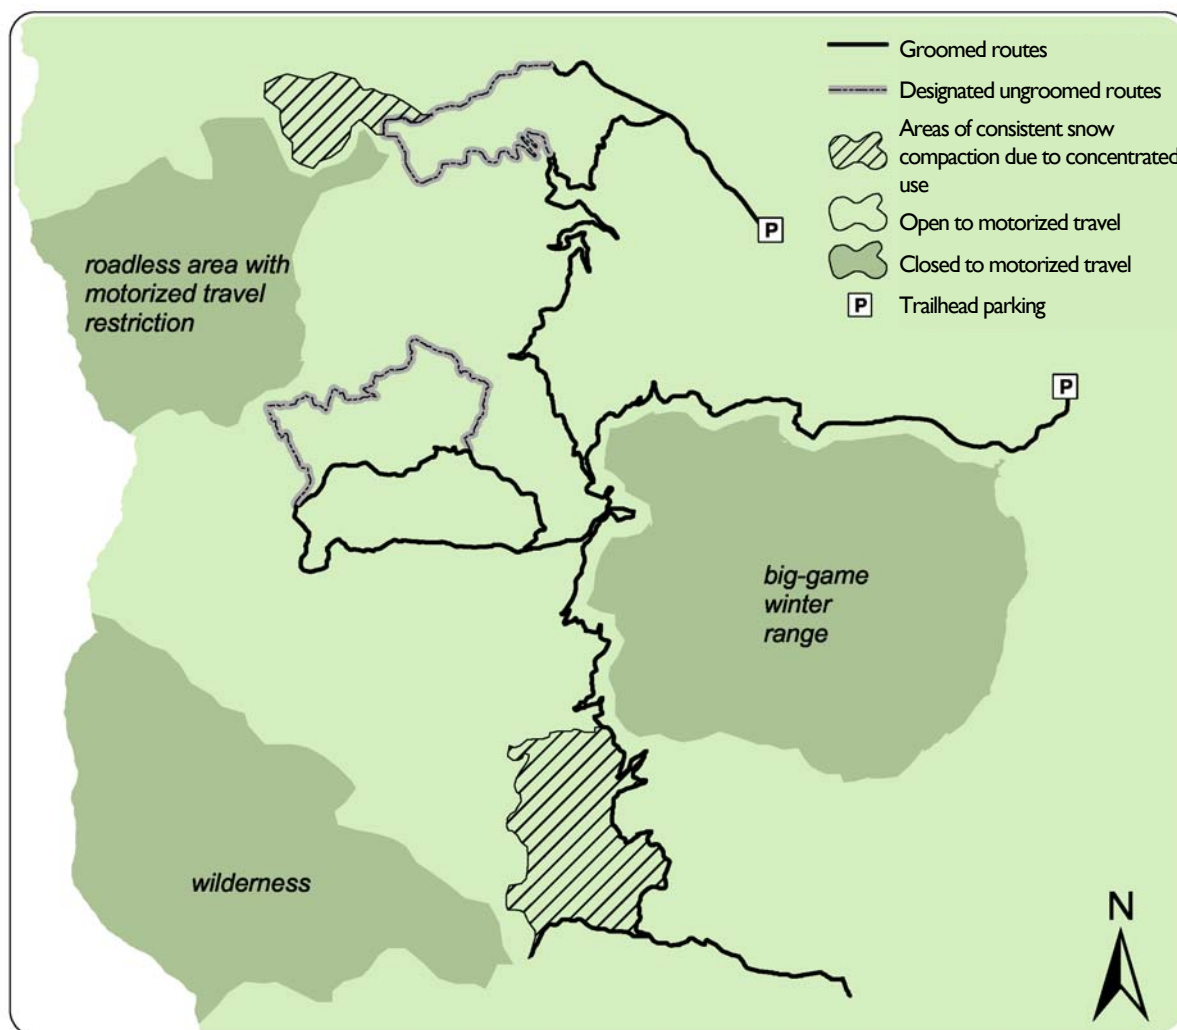 Groomed routes
Designated ungroomed routes
Areas of consistent snow
compaction due to concentrated
use
Open to motorized travel
Closed to motorized travel
P
Trailhead parking
P
P
roadless area with
motorized travel
restriction
big-game
winter
range
wilderness
N